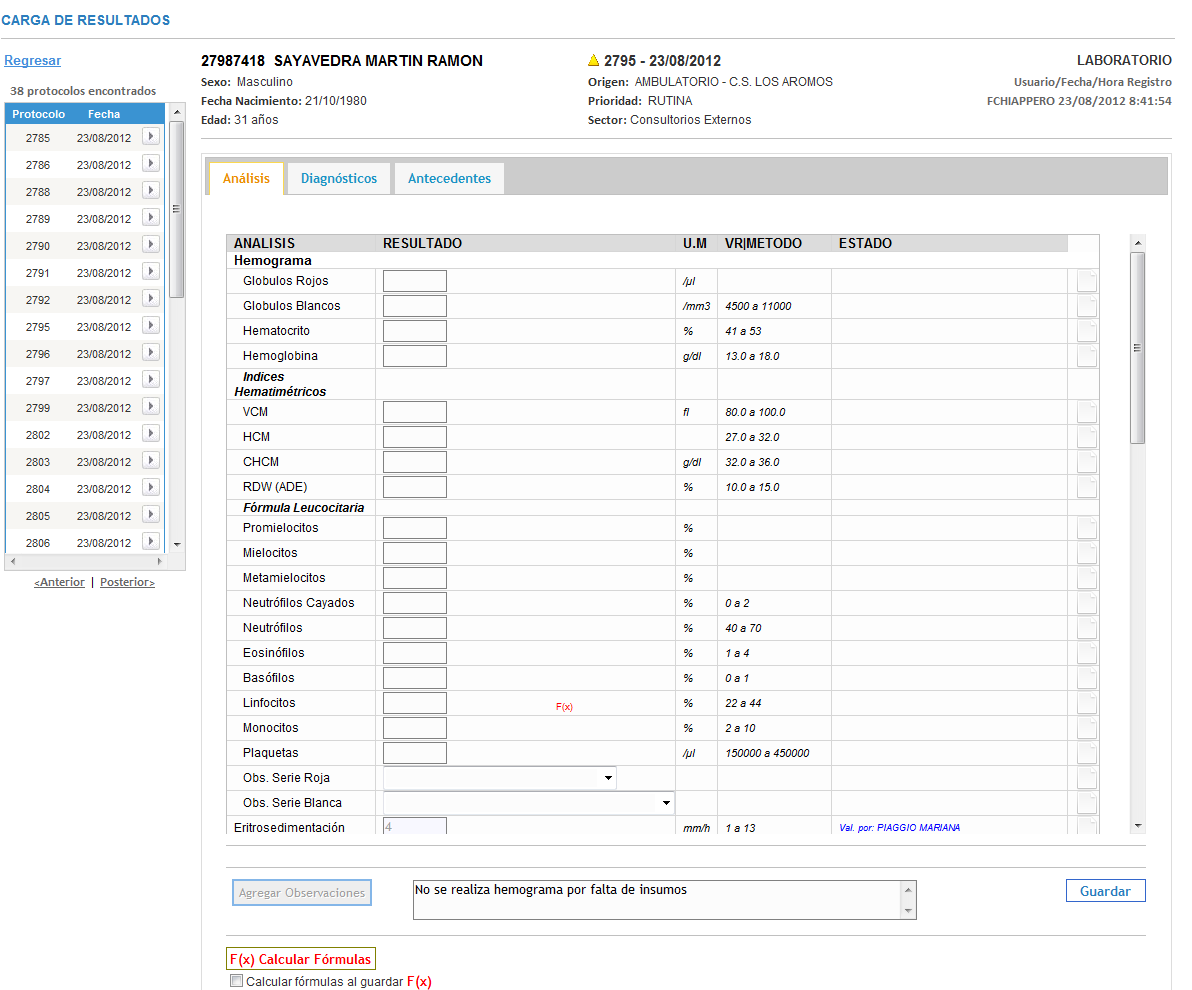 CARGA DE RESULTADOS
Regresar
38 protocolos encontrados
Protocolo Fecha
2785 23/08/2012
2786 23/08/2012
2788 23/08/2012
2789 23/08/2012
2790 23/08/2012
2791 23/08/2012
2792 23/08/2012
2795 23/08/2012
2796 23/08/2012
2797 23/08/2012
2799 23/08/2012
2802 23/08/2012
2803 23/08/2012
2804 23/08/2012
2805 23/08/2012
2806 23/08/2012
<Anterior | Posterior>
27987418 SAYAVEDRA MARTIN RAMON
Sexo: Masculino
Fecha Nacimiento: 21/10/1980
Edad: 31 años
2795 - 23/08/2012
Origen: AMBULATORIO - C.S. LOS AROMOS
Prioridad: RUTINA
Sector: Consultorios Externos
LABORATORIO
Usuario/Fecha/Hora Registro
FCHIAPPERO 23/08/2012 8:41:54
Análisis Diagnósticos Antecedentes
ANALISIS RESULTADO U.M VR|METODO ESTADO
Hemograma
Globulos Rojos /µl
Globulos Blancos /mm3 4500 a 11000
Hematocrito % 41 a 53
Hemoglobina g/dl 13.0 a 18.0
Indices
Hematimétricos
VCM fl 80.0 a 100.0
HCM 27.0 a 32.0
CHCM g/dl 32.0 a 36.0
RDW (ADE) % 10.0 a 15.0
Fórmula Leucocitaria
Promielocitos %
Mielocitos %
Metamielocitos %
Neutrófilos Cayados % 0 a 2
Neutrófilos % 40 a 70
Eosinófilos % 1 a 4
Basófilos % 0 a 1
Linfocitos F(x) % 22 a 44
Monocitos % 2 a 10
Plaquetas /µl 150000 a 450000
Obs. Serie Roja
Obs. Serie Blanca
Eritrosedimentación 4 mm/h 1 a 13 Val. por: PIAGGIO MARIANA
Agregar Observaciones No se realiza hemograma por falta de insumos Guardar
F(x) Calcular Fórmulas
Calcular fórmulas al guardar F(x)